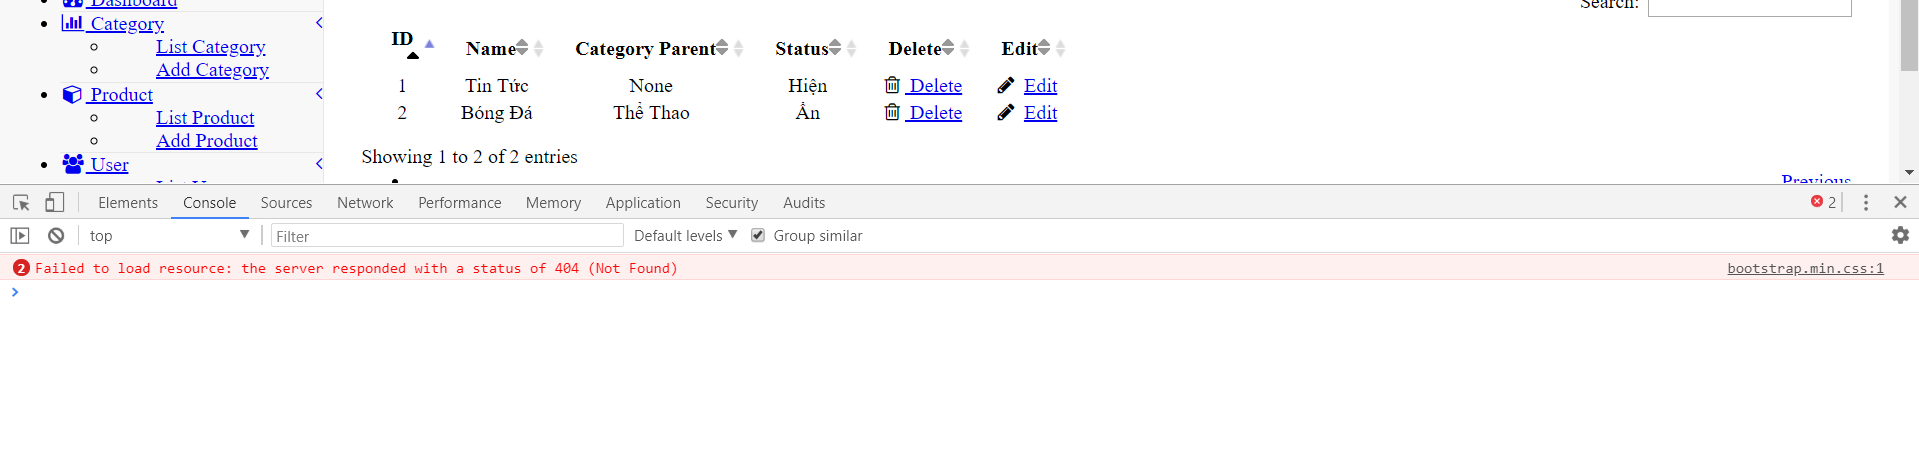 Dashboard
Search:
Category
List Category
Add Category
Product
List Product
Add Product
User
ID Name Category Parent Status Delete Edit
1 Tin Tức None Hiện Delete Edit
2 Bóng Đá Thể Thao Ẩn Delete Edit
Showing 1 to 2 of 2 entries
Previous
Elements Console Sources Network Performance Memory Application Security Audits 2
top Filter Default levels Group similar
2 Failed to load resource: the server responded with a status of 404 (Not Found) bootstrap.min.css:1